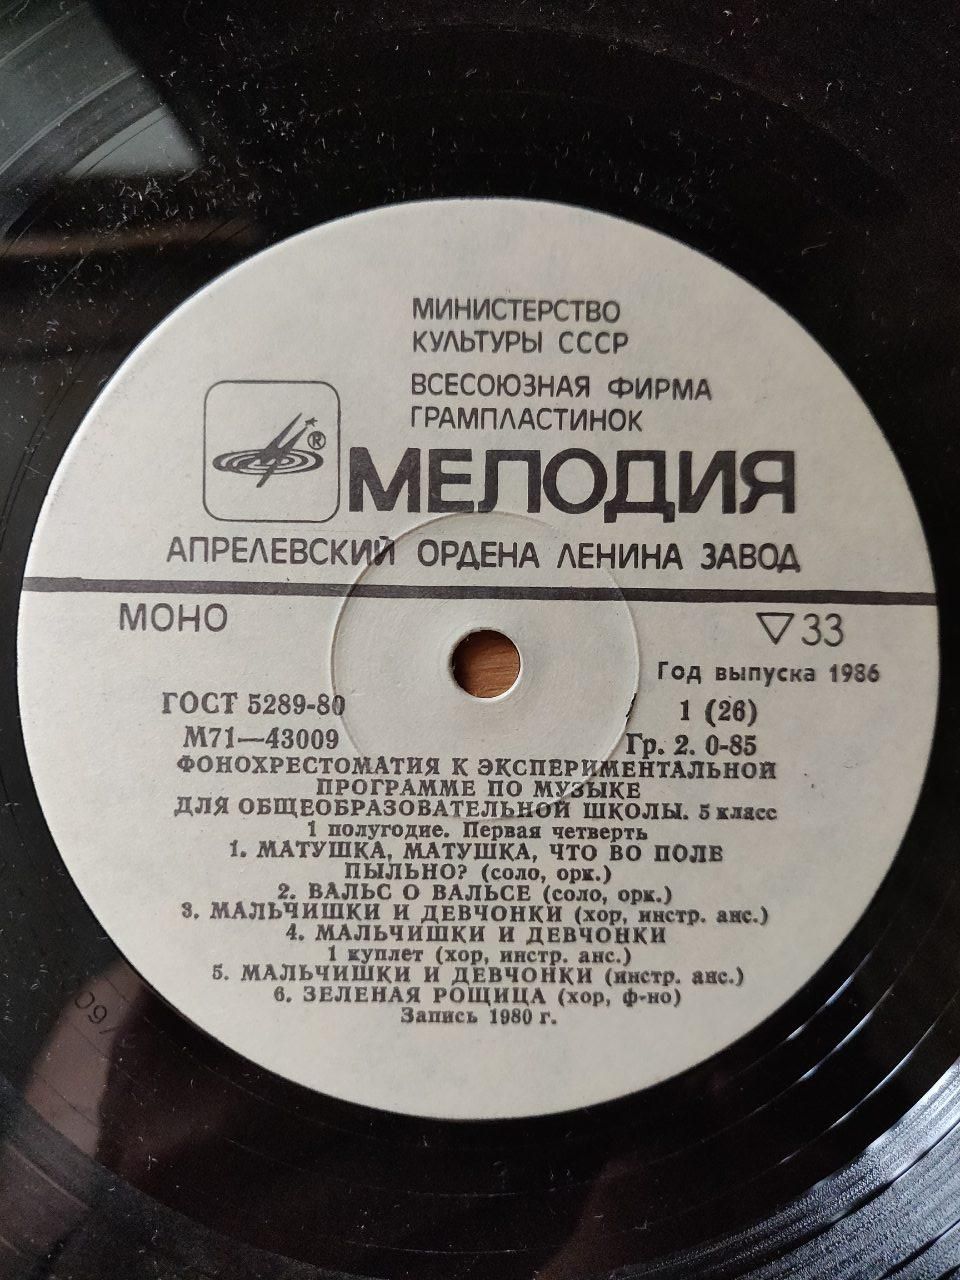 МИНИСТЕРСТВО
КУЛЬТУРЫ СССР
ВСЕСОЮЗНАЯ ФИРМА
ГРАМПЛАСТИНОК
®
МЕЛОДИЯ
АПРЕЛЕВСКИЙ ОРДЕНА ЛЕНИНА ЗАВОД
МОНО
▽33
Год выпуска 1986
ГОСТ 5289-80
1 (26)
М71—43009
Гр. 2. 0-85
ФОНОХРЕСТОМАТИЯ К ЭКСПЕРИМЕНТАЛЬНОЙ
ПРОГРАММЕ ПО МУЗЫКЕ
ДЛЯ ОБЩЕОБРАЗОВАТЕЛЬНОЙ ШКОЛЫ. 5 класс
1 полугодие. Первая четверть
1. МАТУШКА, МАТУШКА, ЧТО ВО ПОЛЕ
ПЫЛЬНО? (соло, орк.)
2. ВАЛЬС О ВАЛЬСЕ (соло, орк.)
3. МАЛЬЧИШКИ И ДЕВЧОНКИ (хор, инстр. анс.)
4. МАЛЬЧИШКИ И ДЕВЧОНКИ
1 куплет (хор, инстр. анс.)
5. МАЛЬЧИШКИ И ДЕВЧОНКИ (инстр. анс.)
6. ЗЕЛЕНАЯ РОЩИЦА (хор, ф-но)
Запись 1980 г.